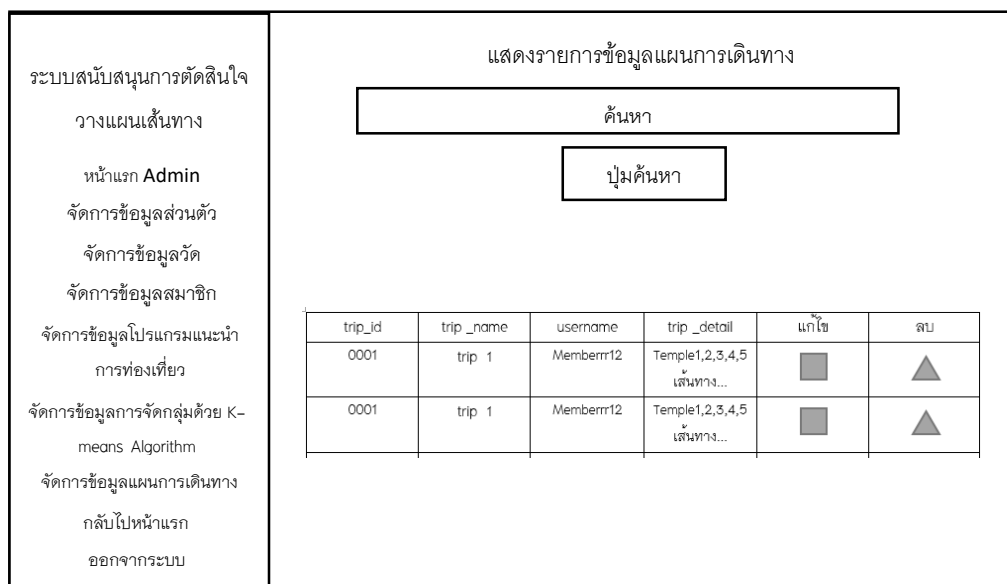 ระบบสนับสนุนการตัดสินใจ
วางแผนเส้นทาง
หน้าแรก Admin
จัดการข้อมูลส่วนตัว
จัดการข้อมูลวัด
จัดการข้อมูลสมาชิก
จัดการข้อมูลโปรแกรมแนะนำ
การท่องเที่ยว
จัดการข้อมูลการจัดกลุ่มด้วย K-
means Algorithm
จัดการข้อมูลแผนการเดินทาง
กลับไปหน้าแรก
ออกจากระบบ
แสดงรายการข้อมูลแผนการเดินทาง
ค้นหา
ปุ่มค้นหา
trip_id trip _name username trip _detail แก้ไข ลบ
0001 trip 1 Memberrr12 Temple1,2,3,4,5
เส้นทาง...
0001 trip 1 Memberrr12 Temple1,2,3,4,5
เส้นทาง...